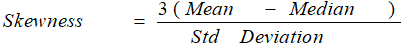 Skewness = 3 ( Mean − Median )
Std Deviation